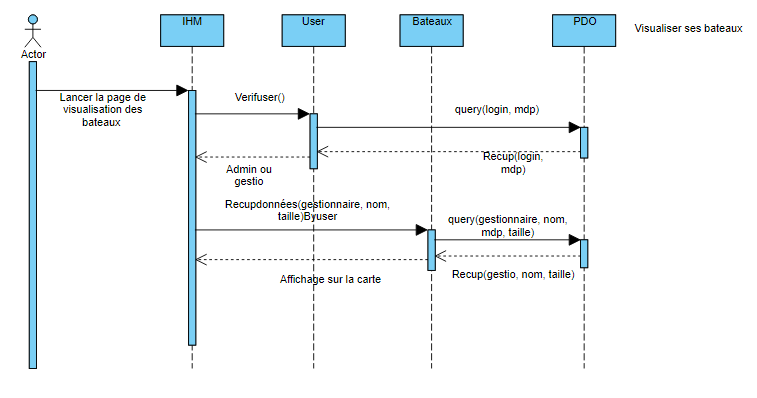 IHM
User
Bateaux
PDO
Visualiser ses bateaux
Actor
Lancer la page de
visualisation des
bateaux
Verifuser()
query(login, mdp)
Recup(login,
mdp)
Admin ou
gestio
Recupdonnées(gestionnaire, nom,
taille)Byuser
query(gestionnaire, nom,
mdp, taille)
Recup(gestio, nom, taille)
Affichage sur la carte